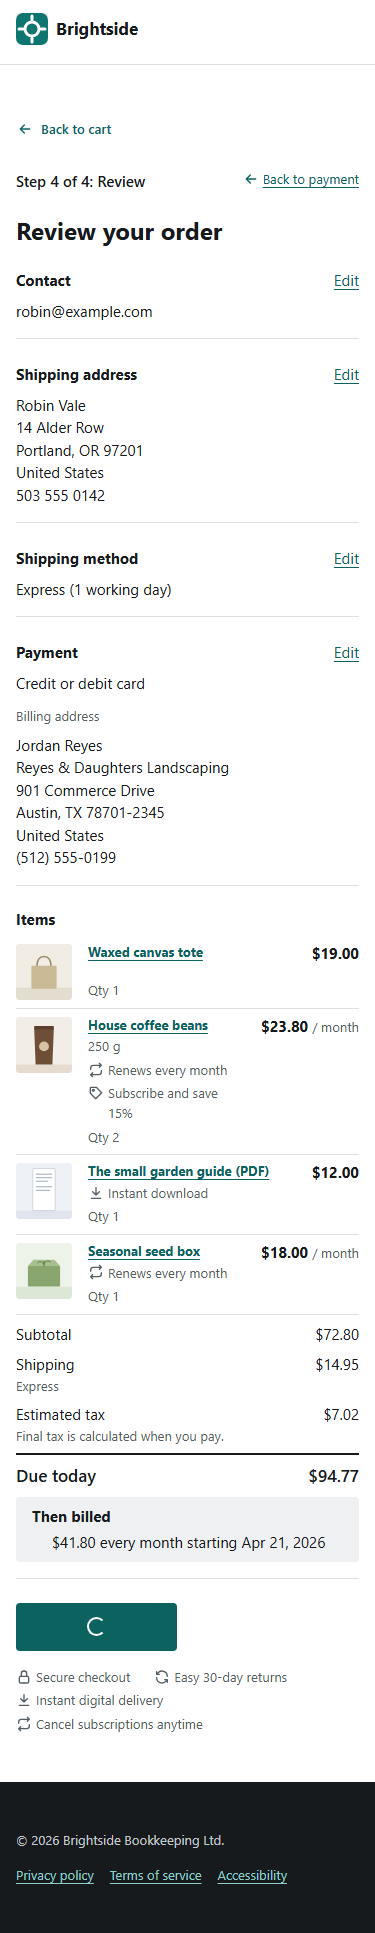 Brightside
Back to cart
Step 4 of 4: Review
Back to payment
Review your order
Contact
Edit
robin@example.com
Shipping address
Edit
Robin Vale
14 Alder Row
Portland, OR 97201
United States
503 555 0142
Shipping method
Edit
Express (1 working day)
Payment
Edit
Credit or debit card
Billing address
Jordan Reyes
Reyes & Daughters Landscaping
901 Commerce Drive
Austin, TX 78701-2345
United States
(512) 555-0199
Items
Waxed canvas tote
$19.00
Qty 1
House coffee beans
$23.80 / month
250 g
Renews every month
Subscribe and save
15%
Qty 2
The small garden guide (PDF)
$12.00
Instant download
Qty 1
Seasonal seed box
$18.00 / month
Renews every month
Qty 1
Subtotal
$72.80
Shipping
$14.95
Express
Estimated tax
$7.02
Final tax is calculated when you pay.
Due today
$94.77
Then billed
$41.80 every month starting Apr 21, 2026
Secure checkout
Easy 30-day returns
Instant digital delivery
Cancel subscriptions anytime
© 2026 Brightside Bookkeeping Ltd.
Privacy policy
Terms of service
Accessibility